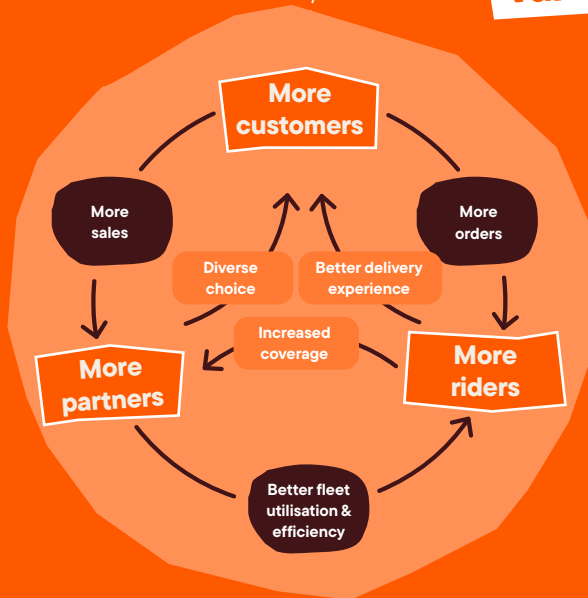 More
customers
More
sales
More
orders
Diverse
choice
Better delivery
experience
Increased
coverage
More
partners
More
riders
Better fleet
utilisation &
efficiency